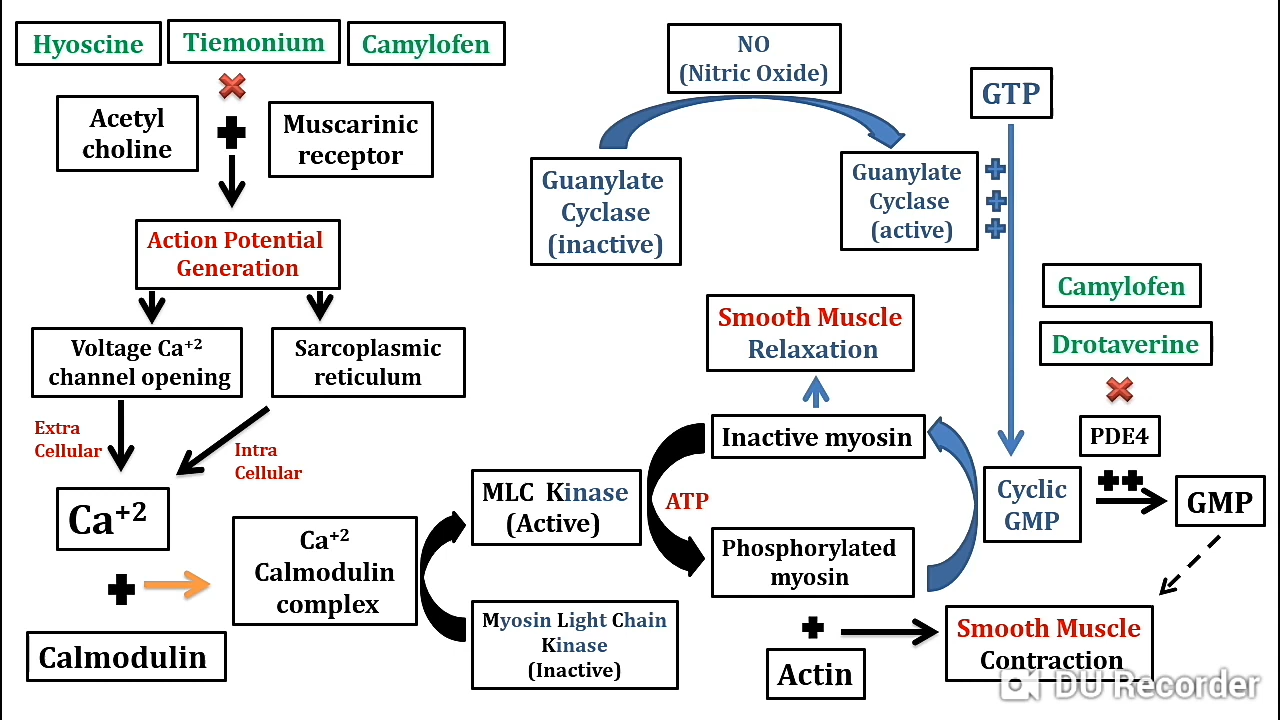 Hyoscine
Tiemonium
Camylofen
Acetyl
choline
Muscarinic
receptor
Action Potential
Generation
Voltage Ca⁺²
channel opening
Sarcoplasmic
reticulum
Extra
Cellular
Intra
Cellular
Ca⁺²
Calmodulin
Ca⁺²
Calmodulin
complex
MLC Kinase
(Active)
Myosin Light Chain
Kinase
(Inactive)
ATP
NO
(Nitric Oxide)
Guanylate
Cyclase
(inactive)
Guanylate
Cyclase
(active)
GTP
Smooth Muscle
Relaxation
Inactive myosin
Phosphorylated
myosin
Actin
Camylofen
Drotaverine
PDE4
Cyclic
GMP
GMP
Smooth Muscle
Contraction
DU Recorder